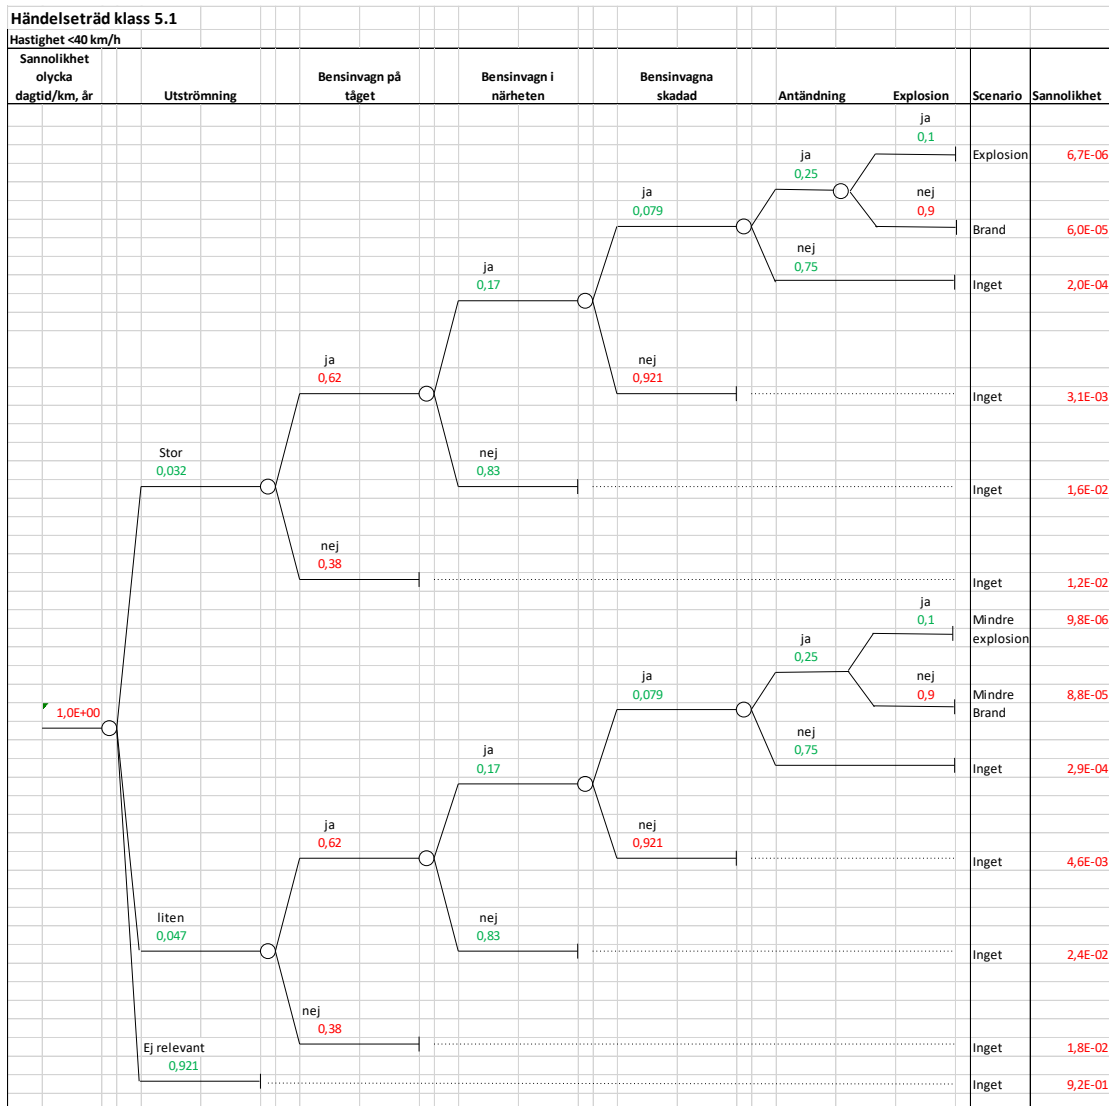 Händelseträd klass 5.1
Hastighet <40 km/h
Sannolikhet
olycka
dagtid/km, år
Utströmning
Bensinvagn på
tåget
Bensinvagn i
närheten
Bensinvagna
skadad
Antändning
Explosion
Scenario
Sannolikhet
ja
0,1
Explosion
6,7E-06
ja
0,25
nej
0,9
Brand
6,0E-05
ja
0,079
nej
0,75
Inget
2,0E-04
ja
0,17
nej
0,921
Inget
3,1E-03
ja
0,62
nej
0,83
Inget
1,6E-02
Stor
0,032
nej
0,38
Inget
1,2E-02
ja
0,1
Mindre
explosion
9,8E-06
ja
0,25
nej
0,9
Mindre
Brand
8,8E-05
ja
0,079
1,0E+00
nej
0,75
Inget
2,9E-04
ja
0,17
nej
0,921
Inget
4,6E-03
ja
0,62
liten
0,047
nej
0,83
Inget
2,4E-02
nej
0,38
Inget
1,8E-02
Ej relevant
0,921
Inget
9,2E-01